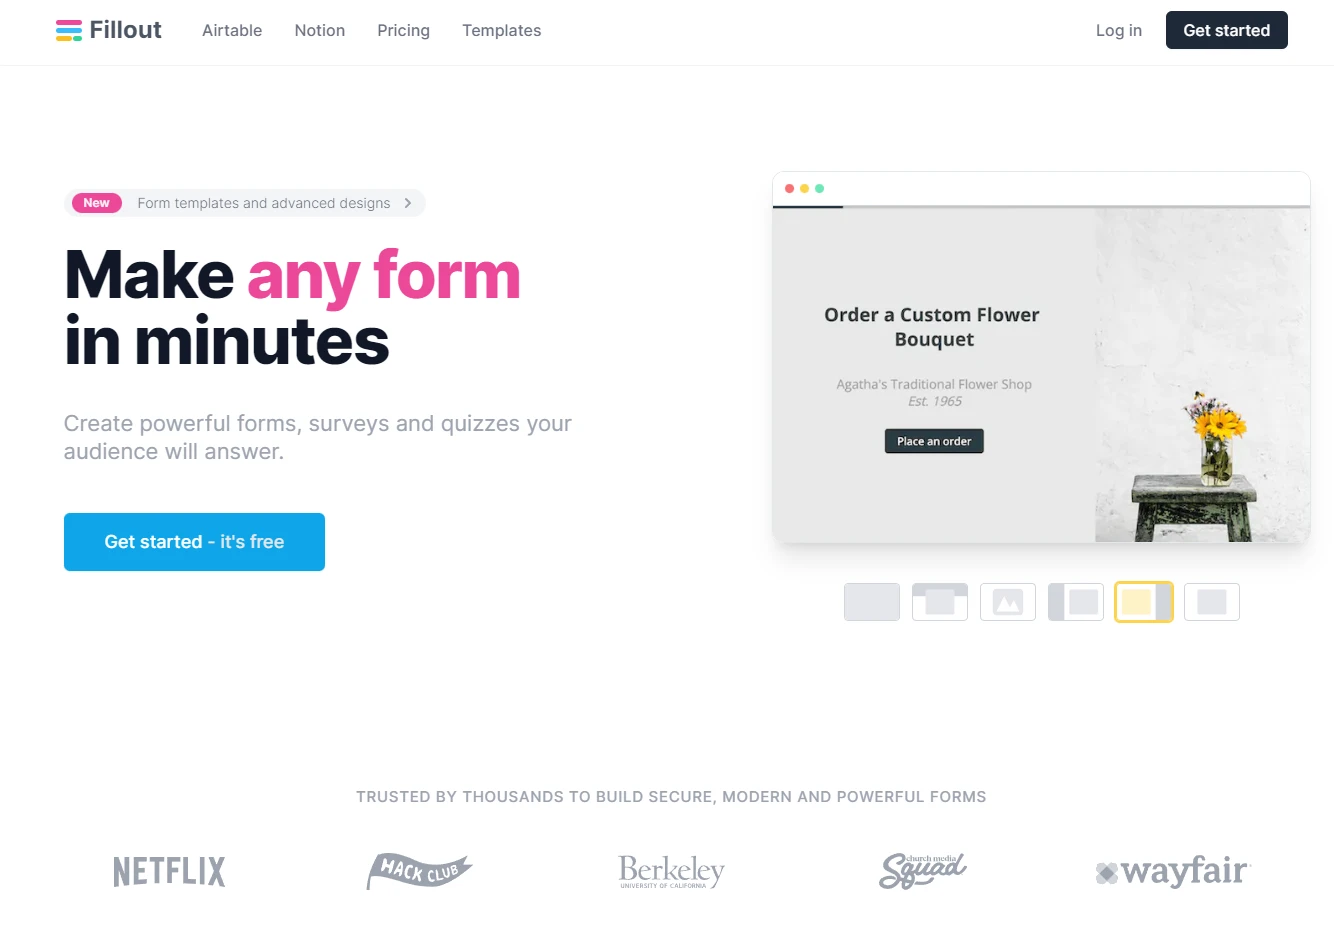 Fillout
Airtable
Notion
Pricing
Templates
Log in
Get started
New
Form templates and advanced designs
Make any form
in minutes
Create powerful forms, surveys and quizzes your
audience will answer.
Get started - it's free
Order a Custom Flower
Bouquet
Agatha's Traditional Flower Shop
Est. 1965
Place an order
TRUSTED BY THOUSANDS TO BUILD SECURE, MODERN AND POWERFUL FORMS
NETFLIX
HACK CLUB
Berkeley
UNIVERSITY OF CALIFORNIA
church media
Squad
wayfair